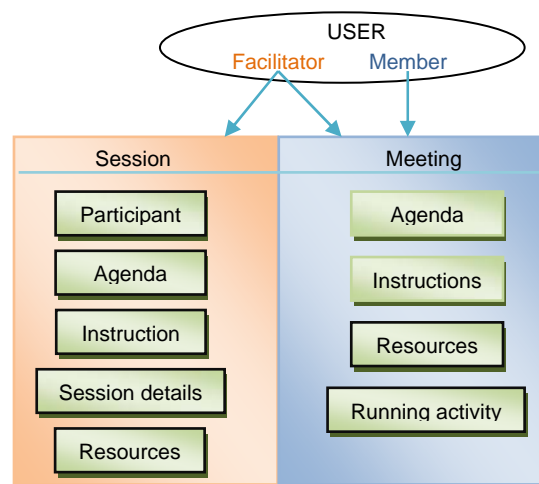 USER
Facilitator Member
Session
Participant
Agenda
Instruction
Session details
Resources
Meeting
Agenda
Instructions
Resources
Running activity